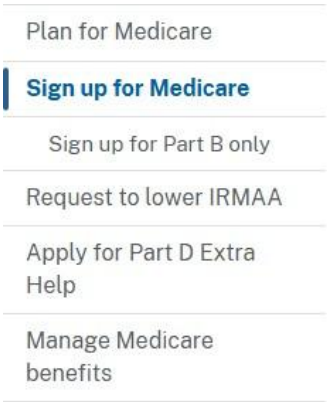 Plan for Medicare
Sign up for Medicare
Sign up for Part B only
Request to lower IRMAA
Apply for Part D Extra
Help
Manage Medicare
benefits